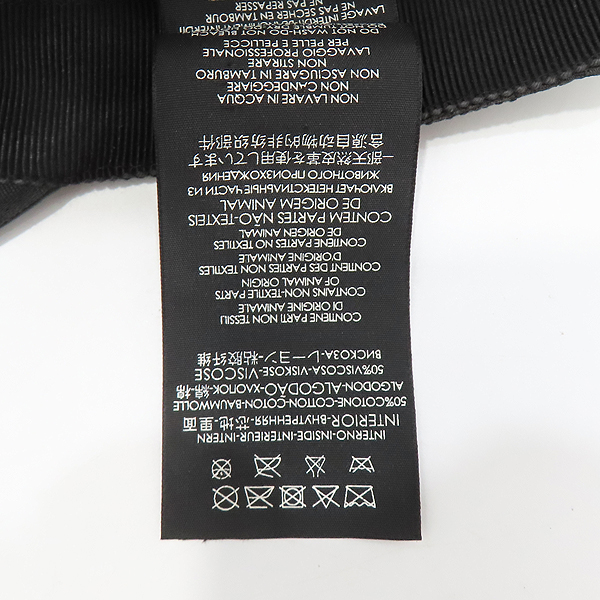 INTERNO-INSIDE-INTERIEUR-INTERN
INTERIOR-ВНУТРЕННЯЯ-芯地-里面
50%COTONE-COTTON-COTON-BAUMWOLLE
ALGODON-ALGODÃO-ХЛОПОК-綿-棉
50%VISCOSA-VISKOSE-VISCOSE
ВИСКОЗА-レーヨン-粘胶纤维
CONTIENE PARTI NON TESSILI
DI ORIGINE ANIMALE
CONTAINS NON-TEXTILE PARTS
OF ANIMAL ORIGIN
CONTIENT DES PARTIES NON TEXTILES
D'ORIGINE ANIMALE
CONTIENE PARTES NO TEXTILES
DE ORIGEN ANIMAL
CONTEM PARTES NÃO-TEXTEIS
DE ORIGEM ANIMAL
ВКЛЮЧАЕТ НЕТЕКСТИЛЬНЫЕ ЧАСТИ ИЗ
ЖИВОТНОГО ПРОИЗХОЖДЕНИЯ
一部天然皮革を使用しています
含源自动物的非纺织部件
NON LAVARE IN ACQUA
NON CANDEGGIARE
NON ASCIUGARE IN TAMBURO
NON STIRARE
LAVAGGIO PROFESSIONALE
PER PELLE E PELLICCE
DO NOT WASH-DO NOT BLEACH
LAVAGE INTERDIT
PAS SÉCHER EN TAMBOUR
NE PAS REPASSER